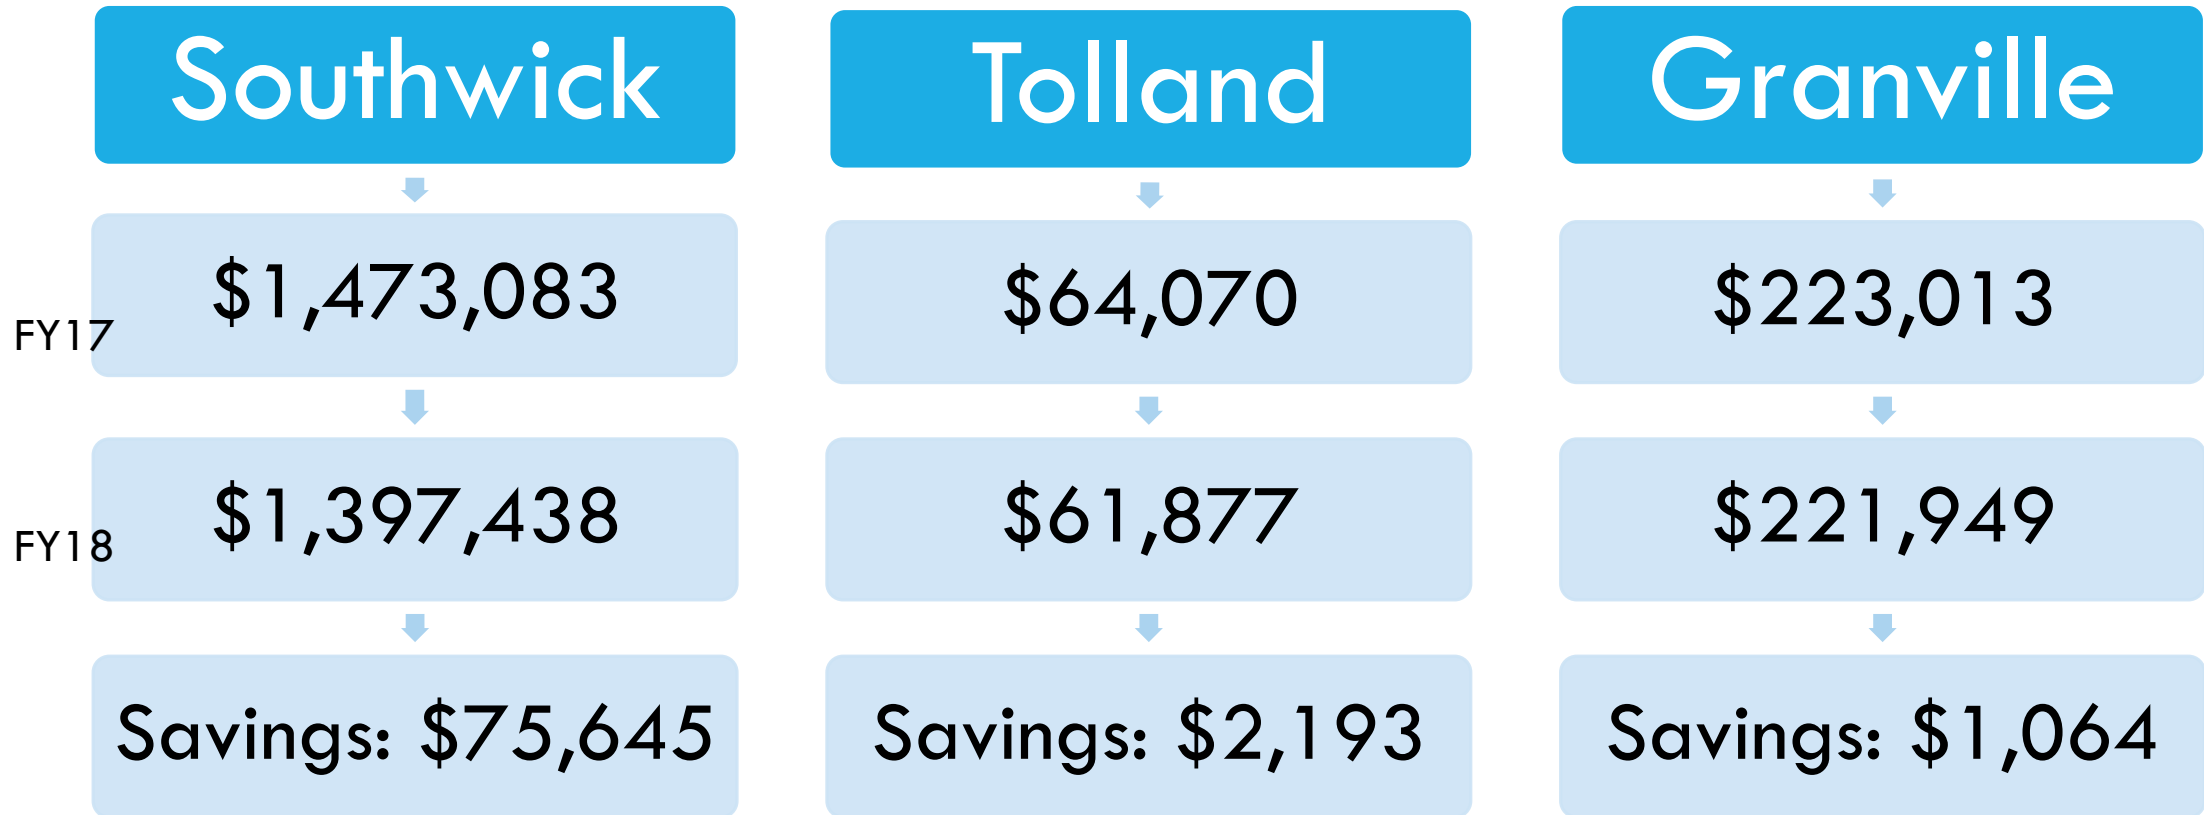 Southwick
Tolland
Granville
FY17
$1,473,083
$64,070
$223,013
FY18
$1,397,438
$61,877
$221,949
Savings: $75,645
Savings: $2,193
Savings: $1,064